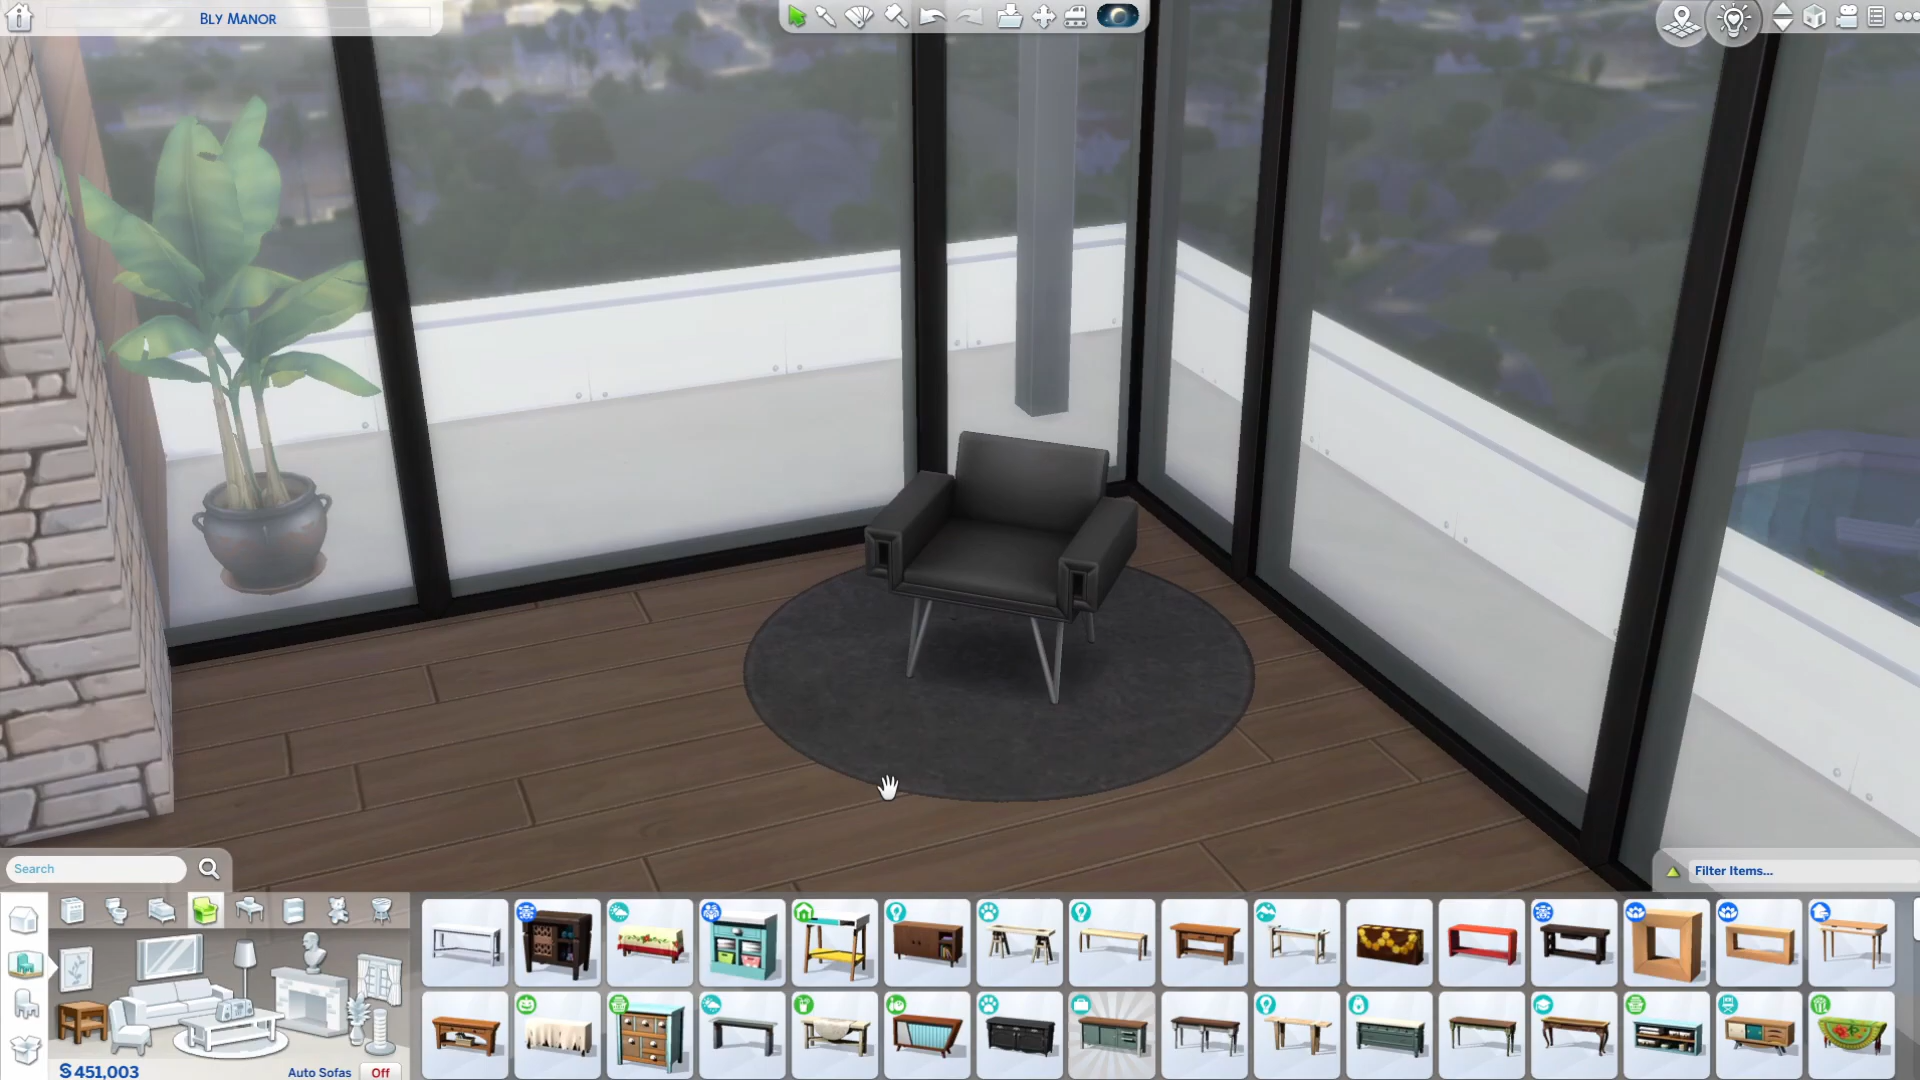 BLY MANOR
Search
Filter Items...
§451,003
Auto Sofas
Off